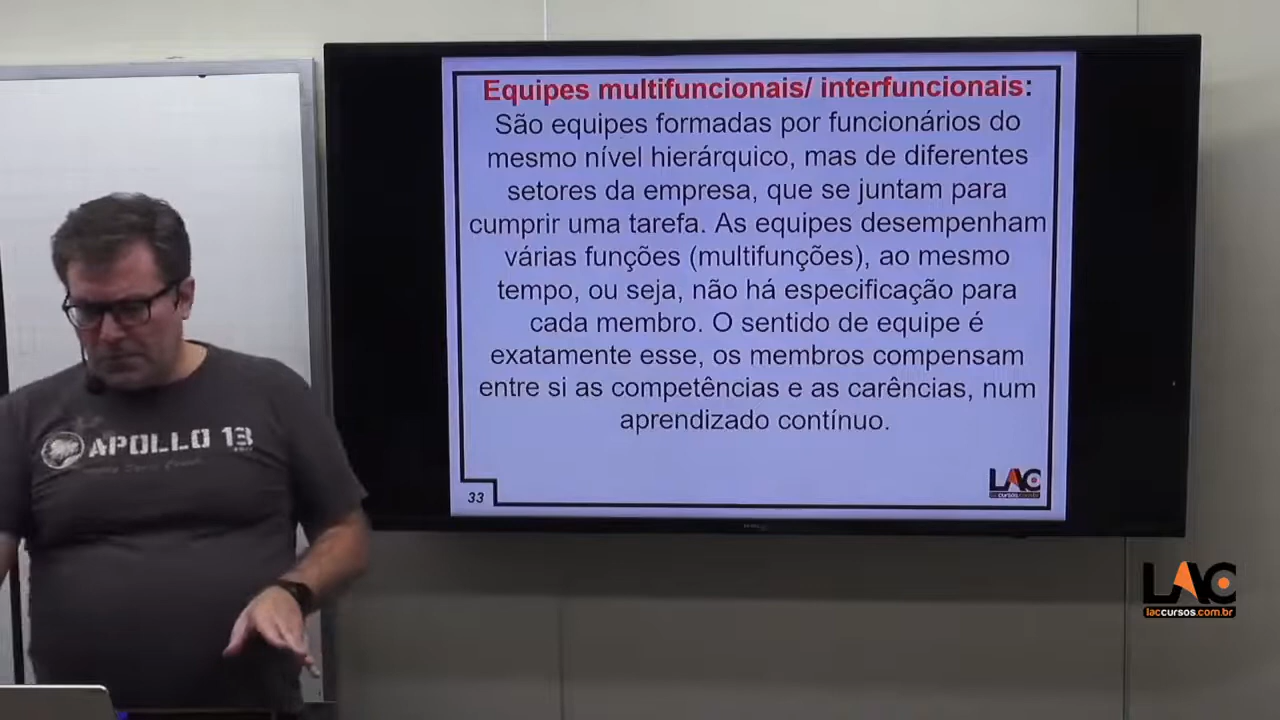 Equipes multifuncionais/ interfuncionais:
São equipes formadas por funcionários do
mesmo nível hierárquico, mas de diferentes
setores da empresa, que se juntam para
cumprir uma tarefa. As equipes desempenham
várias funções (multifunções), ao mesmo
tempo, ou seja, não há especificação para
cada membro. O sentido de equipe é
exatamente esse, os membros compensam
entre si as competências e as carências, num
aprendizado contínuo.
33
LAC
APOLLO 13
LAC
laccursos.com.br